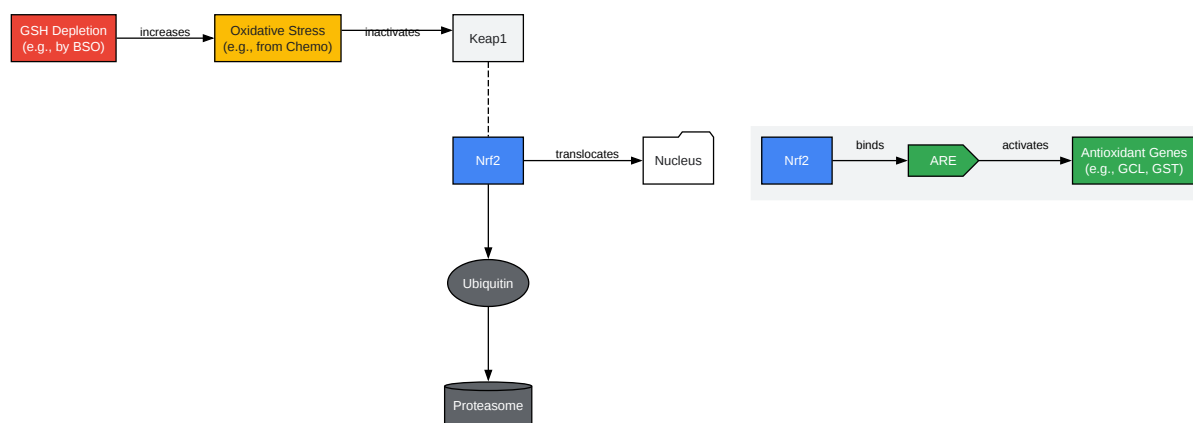 GSH Depletion
(e.g., by BSO)
increases
Oxidative Stress
(e.g., from Chemo)
inactivates
Keap1
Nrf2
translocates
Nucleus
Nrf2
binds
ARE
activates
Antioxidant Genes
(e.g., GCL, GST)
Ubiquitin
Proteasome